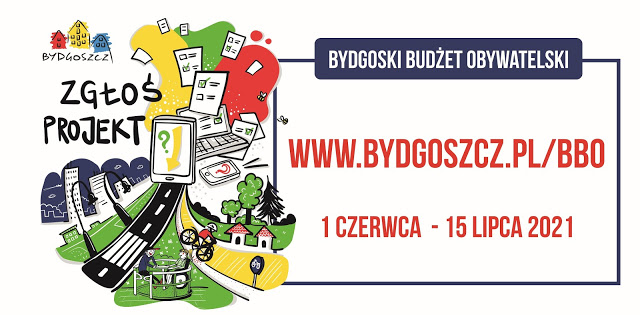 BYDGOSZCZ
ZGŁOŚ
PROJEKT
?
?
BYDGOSKI BUDŻET OBYWATELSKI
WWW.BYDGOSZCZ.PL/BBO
1 CZERWCA - 15 LIPCA 2021